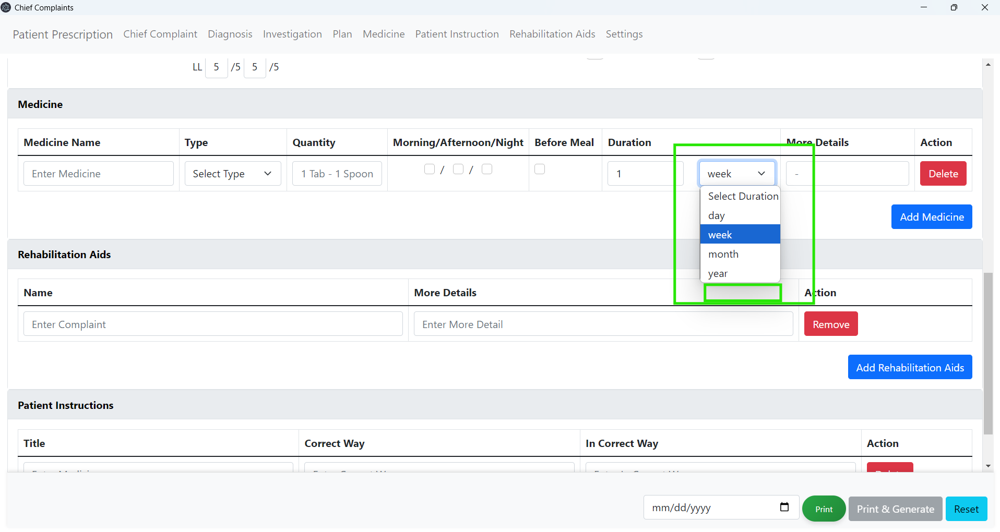 Chief Complaints
Patient Prescription Chief Complaint Diagnosis Investigation Plan Medicine Patient Instruction Rehabilitation Aids Settings
LL 5 /5 5 /5
Medicine
Medicine Name Type Quantity Morning/Afternoon/Night Before Meal Duration More Details Action
Enter Medicine Select Type 1 Tab - 1 Spoon / / 1 week - Delete
Select Duration
day
week
month
year
Add Medicine
Rehabilitation Aids
Name More Details Action
Enter Complaint Enter More Detail Remove
Add Rehabilitation Aids
Patient Instructions
Title Correct Way In Correct Way Action
mm/dd/yyyy Print Print & Generate Reset